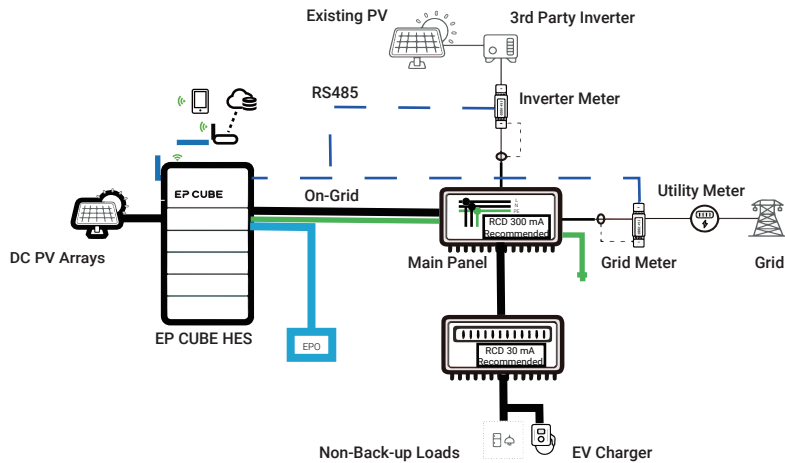 Existing PV
3rd Party Inverter
RS485
Inverter Meter
EP CUBE
On-Grid
L
N
PE
RCD 300 mA
Recommended
Utility Meter
DC PV Arrays
Main Panel
Grid Meter
Grid
EP CUBE HES
EPO
RCD 30 mA
Recommended
Non-Back-up Loads
EV Charger